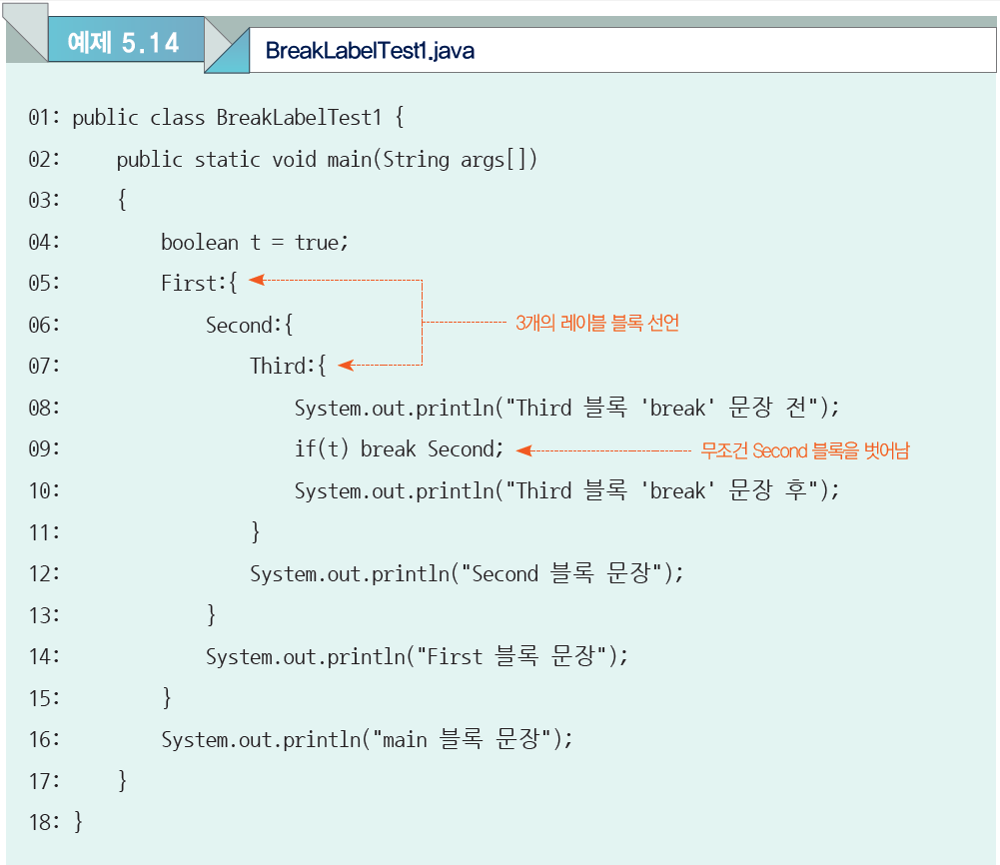 예제 5.14
BreakLabelTest1.java
01: public class BreakLabelTest1 {
02:     public static void main(String args[])
03:     {
04:         boolean t = true;
05:         First:{
06:             Second:{
3개의 레이블 블록 선언
07:                 Third:{
08:                     System.out.println("Third 블록 'break' 문장 전");
09:                     if(t) break Second; 무조건 Second 블록을 벗어남
10:                     System.out.println("Third 블록 'break' 문장 후");
11:                 }
12:                 System.out.println("Second 블록 문장");
13:             }
14:             System.out.println("First 블록 문장");
15:         }
16:         System.out.println("main 블록 문장");
17:     }
18: }